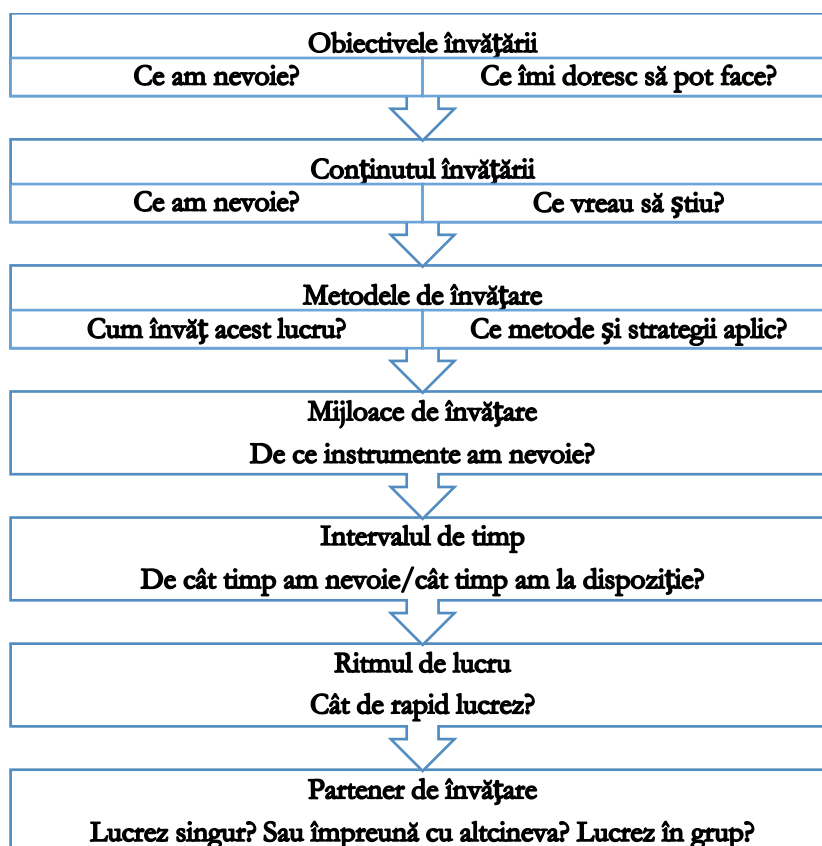 Obiectivele învăţării
Ce am nevoie? Ce îmi doresc să pot face?
Conţinutul învăţării
Ce am nevoie? Ce vreau să ştiu?
Metodele de învăţare
Cum învăţ acest lucru? Ce metode şi strategii aplic?
Mijloace de învăţare
De ce instrumente am nevoie?
Intervalul de timp
De cât timp am nevoie/cât timp am la dispoziţie?
Ritmul de lucru
Cât de rapid lucrez?
Partener de învăţare
Lucrez singur? Sau împreună cu altcineva? Lucrez în grup?